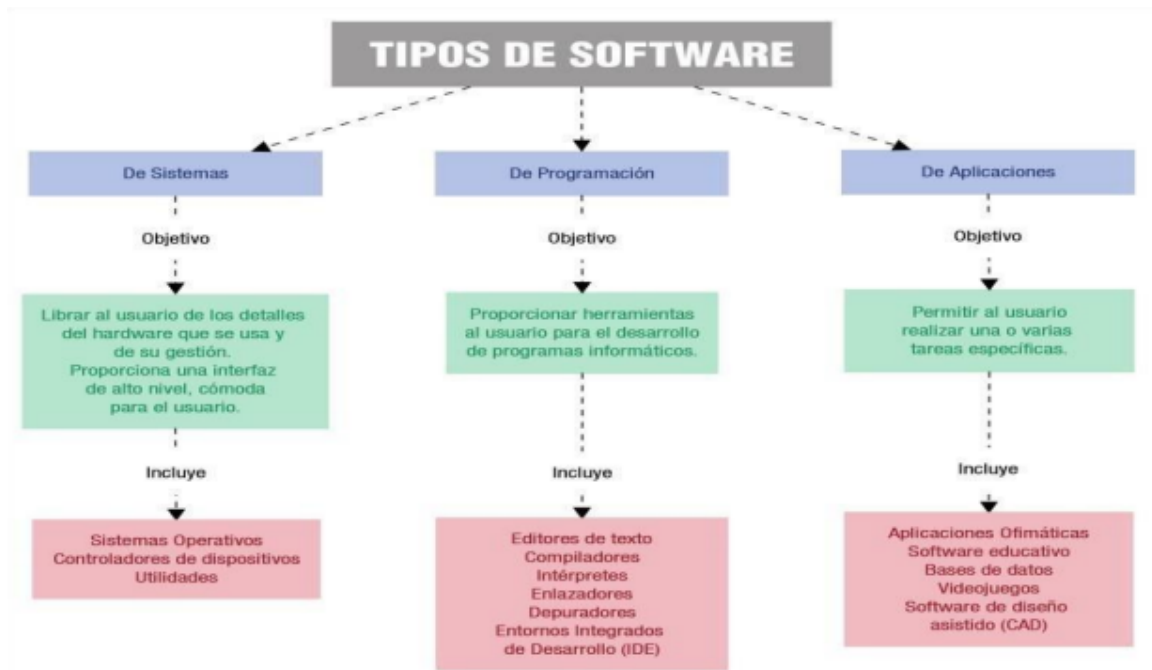 TIPOS DE SOFTWARE
De Sistemas
Objetivo
Librar al usuario de los detalles
del hardware que se usa y
de su gestión.
Proporciona una interfaz
de alto nivel, cómoda
para el usuario.
Incluye
Sistemas Operativos
Controladores de dispositivos
Utilidades
De Programación
Objetivo
Proporcionar herramientas
al usuario para el desarrollo
de programas informáticos.
Incluye
Editores de texto
Compiladores
Intérpretes
Enlazadores
Depuradores
Entornos Integrados
de Desarrollo (IDE)
De Aplicaciones
Objetivo
Permitir al usuario
realizar una o varias
tareas específicas.
Incluye
Aplicaciones Ofimáticas
Software educativo
Bases de datos
Videojuegos
Software de diseño
asistido (CAD)